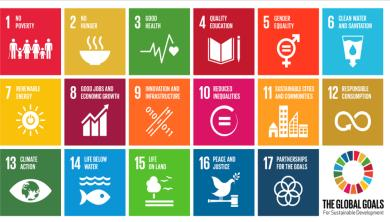 1 NO
POVERTY
2 NO
HUNGER
3 GOOD
HEALTH
4 QUALITY
EDUCATION
5 GENDER
EQUALITY
6 CLEAN WATER
AND SANITATION
7 RENEWABLE
ENERGY
8 GOOD JOBS AND
ECONOMIC GROWTH
9 INNOVATION AND
INFRASTRUCTURE
10 REDUCED
INEQUALITIES
11 SUSTAINABLE CITIES
AND COMMUNITIES
12 RESPONSIBLE
CONSUMPTION
13 CLIMATE
ACTION
14 LIFE BELOW
WATER
15 LIFE
ON LAND
16 PEACE AND
JUSTICE
17 PARTNERSHIPS
FOR THE GOALS
THE GLOBAL GOALS
For Sustainable Development